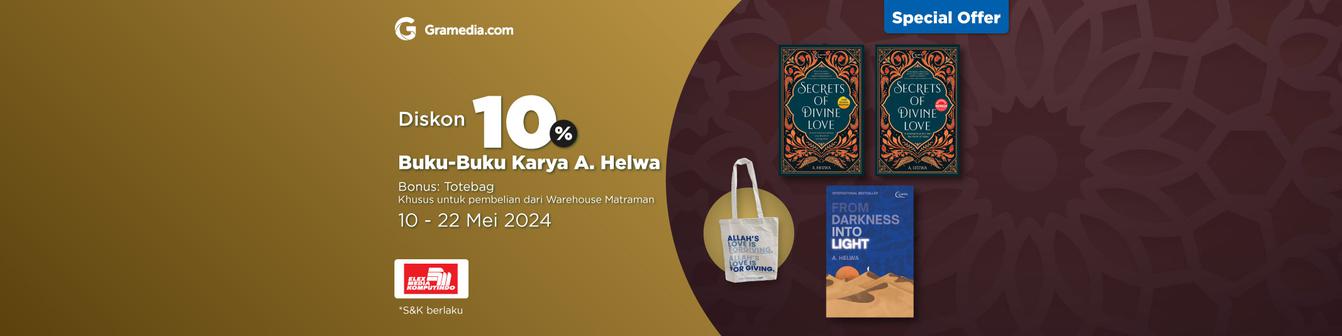 Gramedia.com
Special Offer
Diskon 10%
Buku-Buku Karya A. Helwa
Bonus: Totebag
Khusus untuk pembelian dari Warehouse Matraman
10 - 22 Mei 2024
ELEX
MEDIA
KOMPUTINDO
*S&K berlaku
SECRETS
OF
DIVINE
LOVE
A. HELWA
SECRETS
OF
DIVINE
LOVE
A. HELWA
ALLAH'S
LOVE IS
FORGIVING.
ALLAH'S
LOVE IS
FOR GIVING.
INTERNATIONAL BESTSELLER
FROM
DARKNESS
INTO
LIGHT
A. HELWA